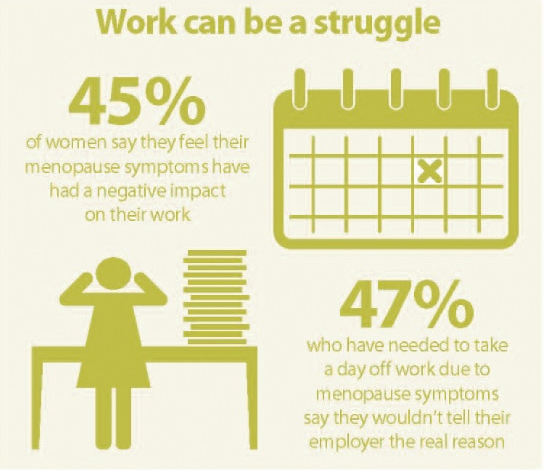 Work can be a struggle
45%
of women say they feel their
menopause symptoms have
had a negative impact
on their work
47%
who have needed to take
a day off work due to
menopause symptoms
say they wouldn't tell their
employer the real reason